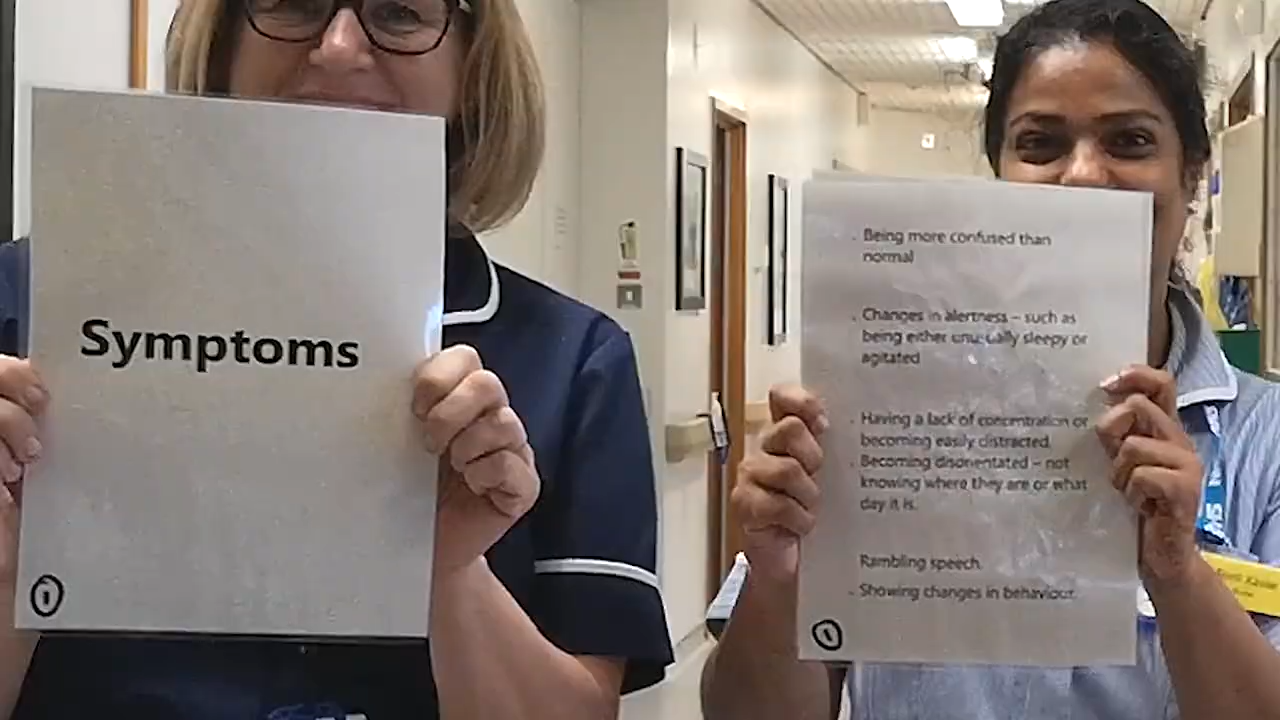 Symptoms
1
. Being more confused than
normal
. Changes in alertness – such as
being either unusually sleepy or
agitated
. Having a lack of concentration or
becoming easily distracted.
. Becoming disorientated – not
knowing where they are or what
day it is.
Rambling speech.
. Showing changes in behaviour.
1